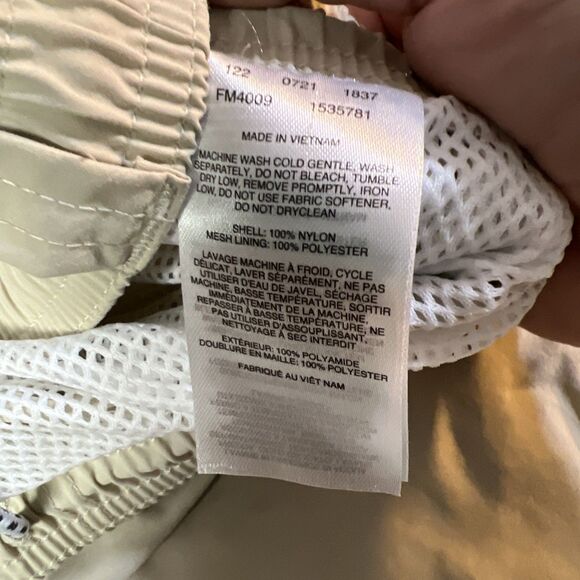 122 0721 1837
FM4009 1535781
MADE IN VIETNAM
MACHINE WASH COLD GENTLE, WASH
SEPARATELY, DO NOT BLEACH, TUMBLE
DRY LOW, REMOVE PROMPTLY, IRON
LOW, DO NOT USE FABRIC SOFTENER,
DO NOT DRYCLEAN
SHELL: 100% NYLON
MESH LINING: 100% POLYESTER
LAVAGE MACHINE À FROID, CYCLE
DÉLICAT, LAVER SÉPARÉMENT, NE PAS
UTILISER D'EAU DE JAVEL, SÉCHAGE
MACHINE BASSE TEMPÉRATURE, SORTIR
IMMÉDIATEMENT DE LA MACHINE
REPASSER À BASSE TEMPÉRATURE, NE
PAS UTILISER D'ASSOUPLISSANT.
NETTOYAGE À SEC INTERDIT
EXTÉRIEUR: 100% POLYAMIDE
DOUBLURE EN MAILLE: 100% POLYESTER
FABRIQUÉ AU VIÊT NAM